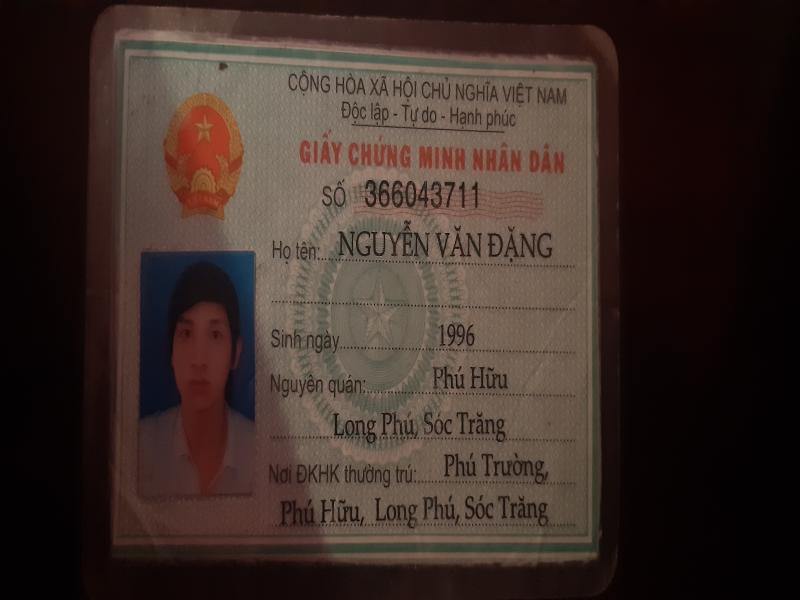 CỘNG HÒA XÃ HỘI CHỦ NGHĨA VIỆT NAM
Độc lập - Tự do - Hạnh phúc
GIẤY CHỨNG MINH NHÂN DÂN
SỐ 366043711
Họ tên: NGUYỄN VĂN ĐẶNG
Sinh ngày 1996
Nguyên quán: Phú Hữu
Long Phú, Sóc Trăng
Nơi ĐKHK thường trú: Phú Trường,
Phú Hữu, Long Phú, Sóc Trăng